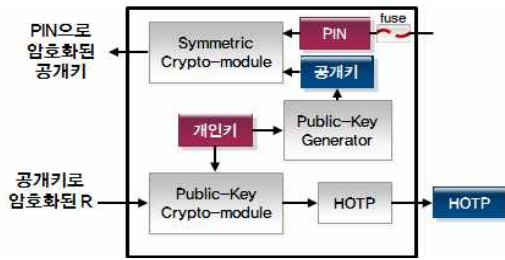 PIN으로
암호화된
공개키
Symmetric
Crypto-module
PIN
fuse
공개키
개인키
Public-Key
Generator
공개키로
암호화된 R
Public-Key
Crypto-module
HOTP
HOTP